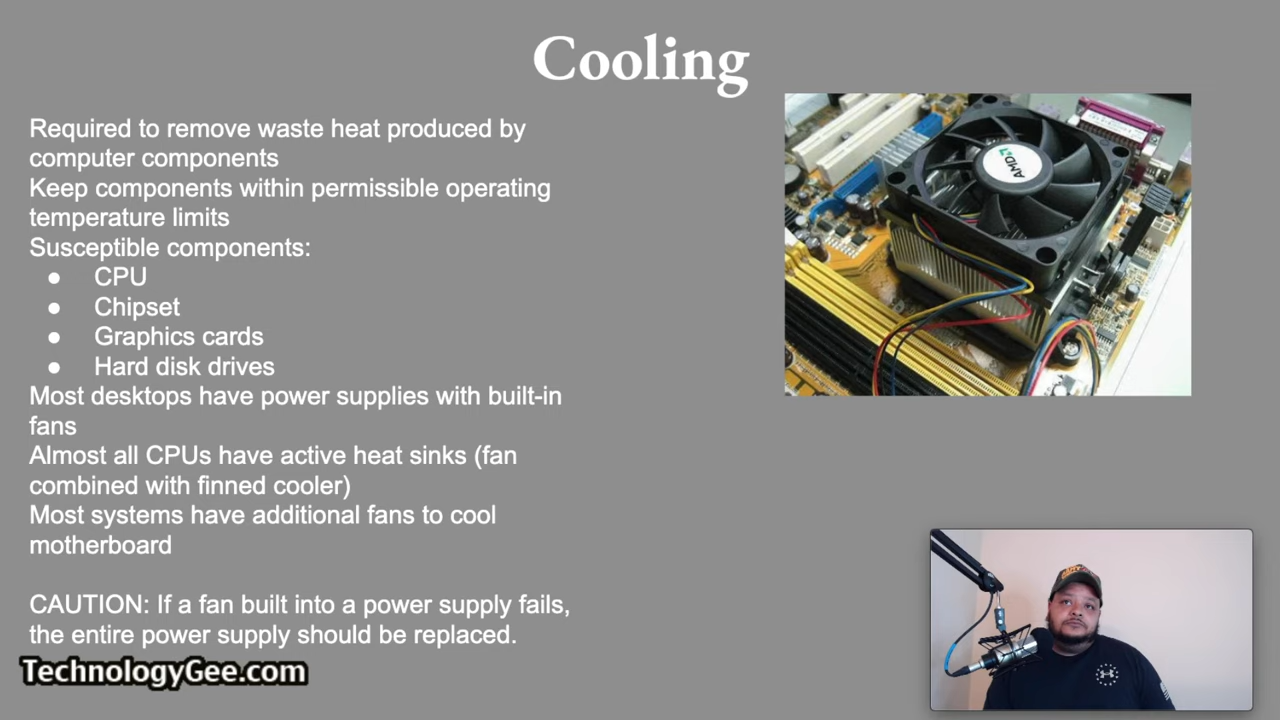 Cooling
Required to remove waste heat produced by
computer components
Keep components within permissible operating
temperature limits
Susceptible components:
● CPU
● Chipset
● Graphics cards
● Hard disk drives
Most desktops have power supplies with built-in
fans
Almost all CPUs have active heat sinks (fan
combined with finned cooler)
Most systems have additional fans to cool
motherboard
CAUTION: If a fan built into a power supply fails,
the entire power supply should be replaced.
TechnologyGee.com
AMD